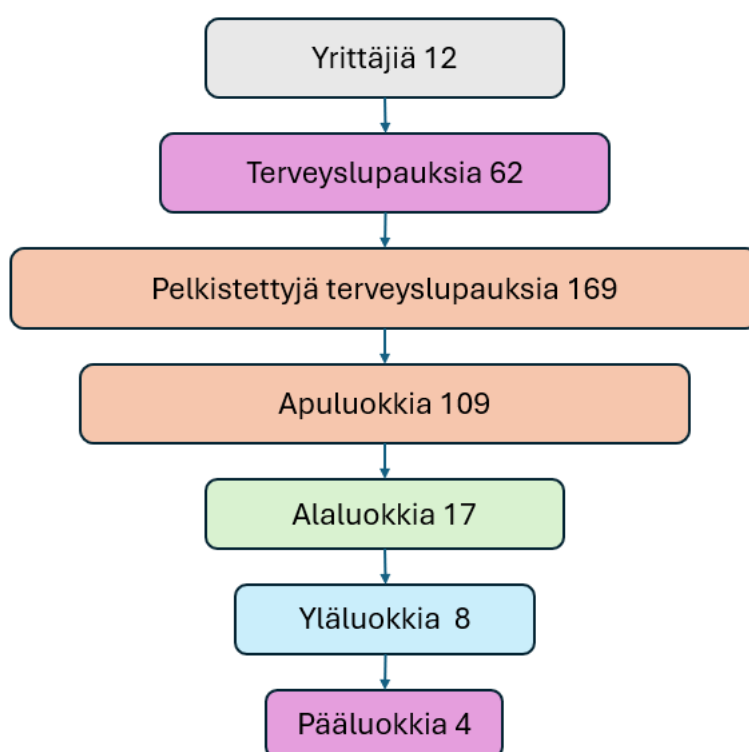 Yrittäjiä 12
Terveyslupauksia 62
Pelkistettyjä terveyslupauksia 169
Apuluokkia 109
Alaluokkia 17
Yläluokkia 8
Pääluokkia 4